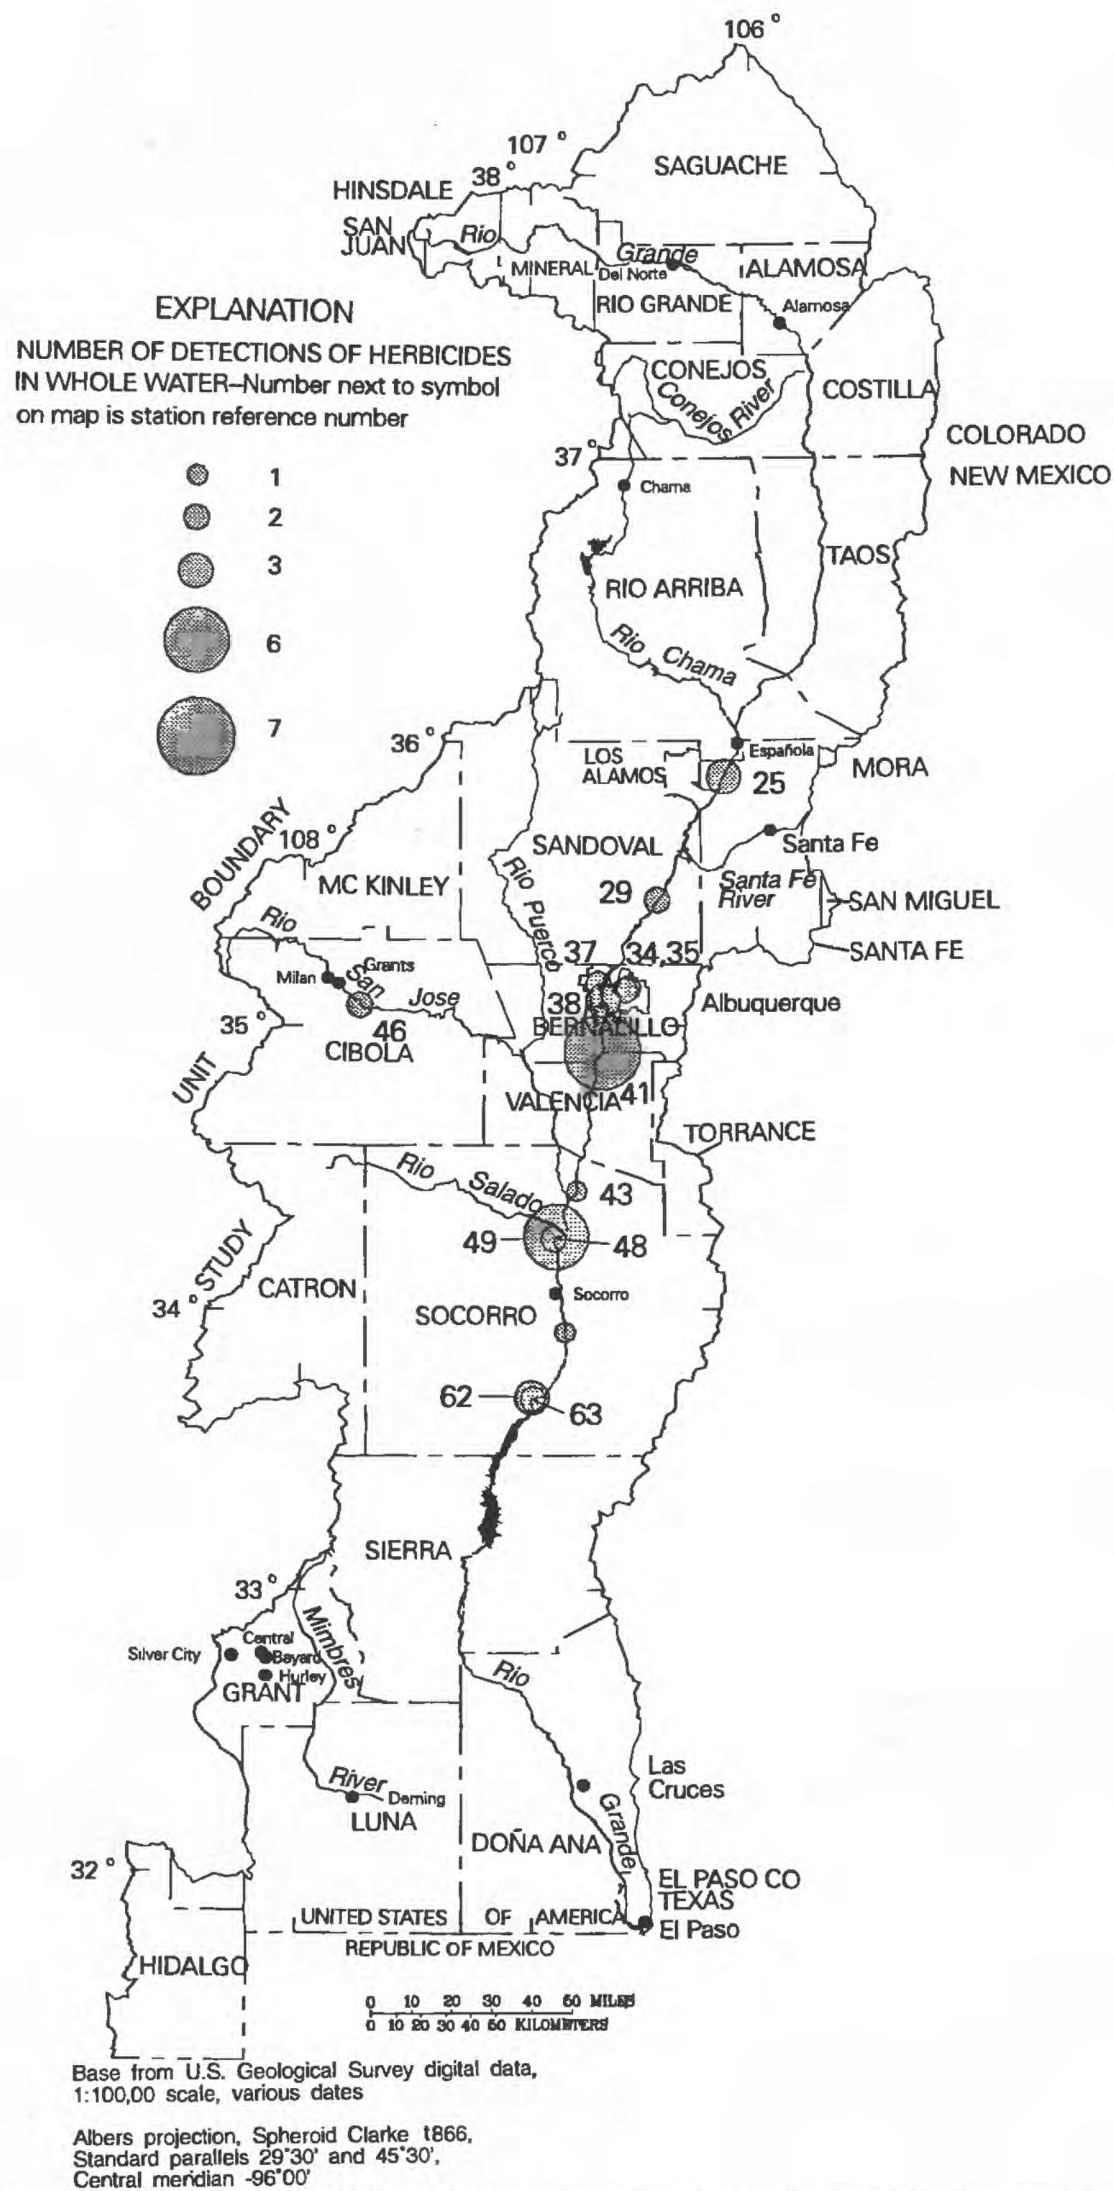 106 °
107 °
38 °
SAGUACHE
HINSDALE
SAN
JUAN
Rio
Grande
MINERAL
Del Norte
ALAMOSA
RIO GRANDE
Alamosa
EXPLANATION
NUMBER OF DETECTIONS OF HERBICIDES
IN WHOLE WATER–Number next to symbol
on map is station reference number
CONEJOS
Conejos River
COSTILLA
COLORADO
37 °
NEW MEXICO
1
Chama
2
3
TAOS
RIO ARRIBA
6
Rio Chama
7
36 °
LOS
ALAMOS
Española
MORA
25
BOUNDARY
108 °
SANDOVAL
Santa Fe
MC KINLEY
Rio Puerco
29
Santa Fe
River
SAN MIGUEL
Rio
37
34,35
SANTA FE
Milan
Grants
San
Jose
38
Albuquerque
35 °
46
BERNALILLO
CIBOLA
UNIT
VALENCIA
41
TORRANCE
Rio Salado
43
49
48
STUDY
CATRON
34 °
Socorro
SOCORRO
62
63
SIERRA
33 °
Mimbres
Silver City
Central
Bayard
Hurley
GRANT
Rio
Las
Cruces
River
Deming
LUNA
Grande
DOÑA ANA
32 °
EL PASO CO
TEXAS
UNITED STATES OF AMERICA
El Paso
REPUBLIC OF MEXICO
HIDALGO
0 10 20 30 40 50 MILES
0 10 20 30 40 50 KILOMETERS
Base from U.S. Geological Survey digital data,
1:100,00 scale, various dates
Albers projection, Spheroid Clarke 1866,
Standard parallels 29°30' and 45°30',
Central meridian -96°00'